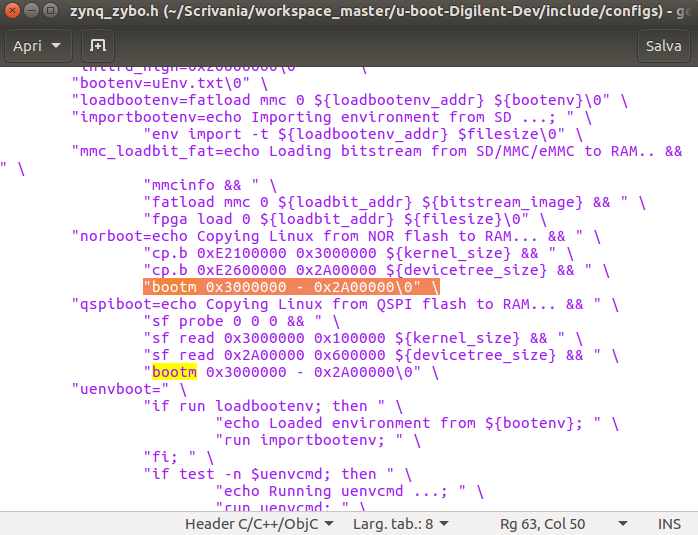 zynq_zybo.h (~/Scrivania/workspace_master/u-boot-Digilent-Dev/include/configs) - ge
Apri
Salva
"initrd_high=0x20000000\0" \
"bootenv=uEnv.txt\0" \
"loadbootenv=fatload mmc 0 ${loadbootenv_addr} ${bootenv}\0" \
"importbootenv=echo Importing environment from SD ...; " \
"env import -t ${loadbootenv_addr} $filesize\0" \
"mmc_loadbit_fat=echo Loading bitstream from SD/MMC/eMMC to RAM.. &&
" \
"mmcinfo && " \
"fatload mmc 0 ${loadbit_addr} ${bitstream_image} && " \
"fpga load 0 ${loadbit_addr} ${filesize}\0" \
"norboot=echo Copying Linux from NOR flash to RAM... && " \
"cp.b 0xE2100000 0x3000000 ${kernel_size} && " \
"cp.b 0xE2600000 0x2A00000 ${devicetree_size} && " \
"bootm 0x3000000 - 0x2A00000\0" \
"qspiboot=echo Copying Linux from QSPI flash to RAM... && " \
"sf probe 0 0 0 && " \
"sf read 0x3000000 0x100000 ${kernel_size} && " \
"sf read 0x2A00000 0x600000 ${devicetree_size} && " \
"bootm 0x3000000 - 0x2A00000\0" \
"uenvboot=" \
"if run loadbootenv; then " \
"echo Loaded environment from ${bootenv}; " \
"run importbootenv; " \
"fi; " \
"if test -n $uenvcmd; then " \
"echo Running uenvcmd ...; " \
"run uenvcmd; " \
Header C/C++/ObjC
Larg. tab.: 8
Rg 63, Col 50
INS